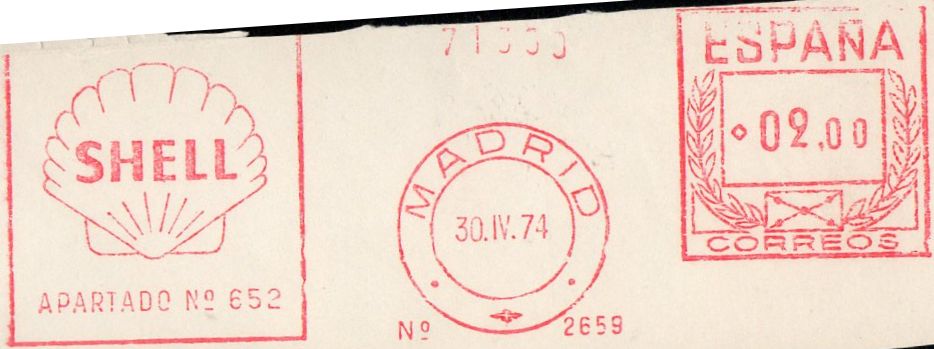 SHELL
APARTADO Nº 652
MADRID
30.IV.74
Nº 2659
ESPAÑA
02,00
CORREOS